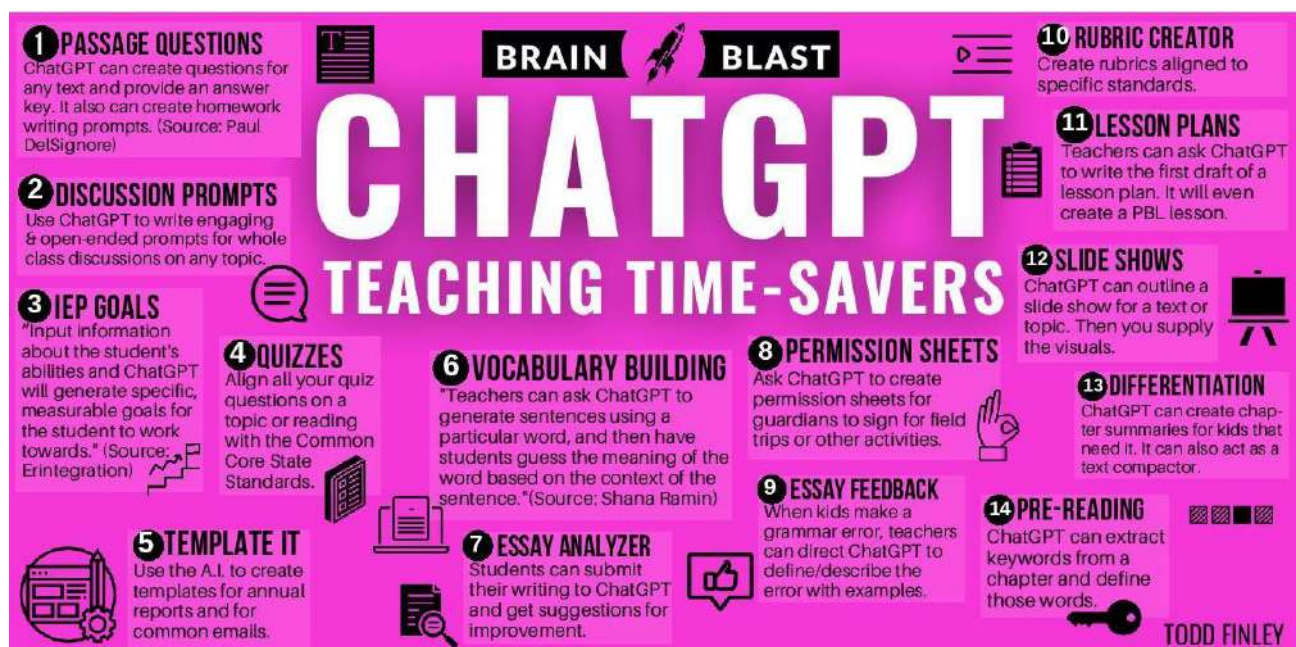 BRAIN BLAST
CHATGPT
TEACHING TIME-SAVERS
1 PASSAGE QUESTIONS
ChatGPT can create questions for
any text and provide an answer
key. It also can create homework
writing prompts. (Source: Paul
DelSignore)
2 DISCUSSION PROMPTS
Use ChatGPT to write engaging
& open-ended prompts for whole
class discussions on any topic.
3 IEP GOALS
"Input information
about the student's
abilities and ChatGPT
will generate specific,
measurable goals for
the student to work
towards." (Source:
Erintegration)
4 QUIZZES
Align all your quiz
questions on a
topic or reading
with the Common
Core State
Standards.
5 TEMPLATE IT
Use the A.I. to create
templates for annual
reports and for
common emails.
6 VOCABULARY BUILDING
"Teachers can ask ChatGPT to
generate sentences using a
particular word, and then have
students guess the meaning of the
word based on the context of the
sentence."(Source: Shana Ramin)
7 ESSAY ANALYZER
Students can submit
their writing to ChatGPT
and get suggestions for
improvement.
8 PERMISSION SHEETS
Ask ChatGPT to create
permission sheets for
guardians to sign for field
trips or other activities.
9 ESSAY FEEDBACK
When kids make a
grammar error, teachers
can direct ChatGPT to
define/describe the
error with examples.
10 RUBRIC CREATOR
Create rubrics aligned to
specific standards.
11 LESSON PLANS
Teachers can ask ChatGPT
to write the first draft of a
lesson plan. It will even
create a PBL lesson.
12 SLIDE SHOWS
ChatGPT can outline a
slide show for a text or
topic. Then you supply
the visuals.
13 DIFFERENTIATION
ChatGPT can create chap-
ter summaries for kids that
need it. It can also act as a
text compactor.
14 PRE-READING
ChatGPT can extract
keywords from a
chapter and define
those words.
TODD FINLEY
T